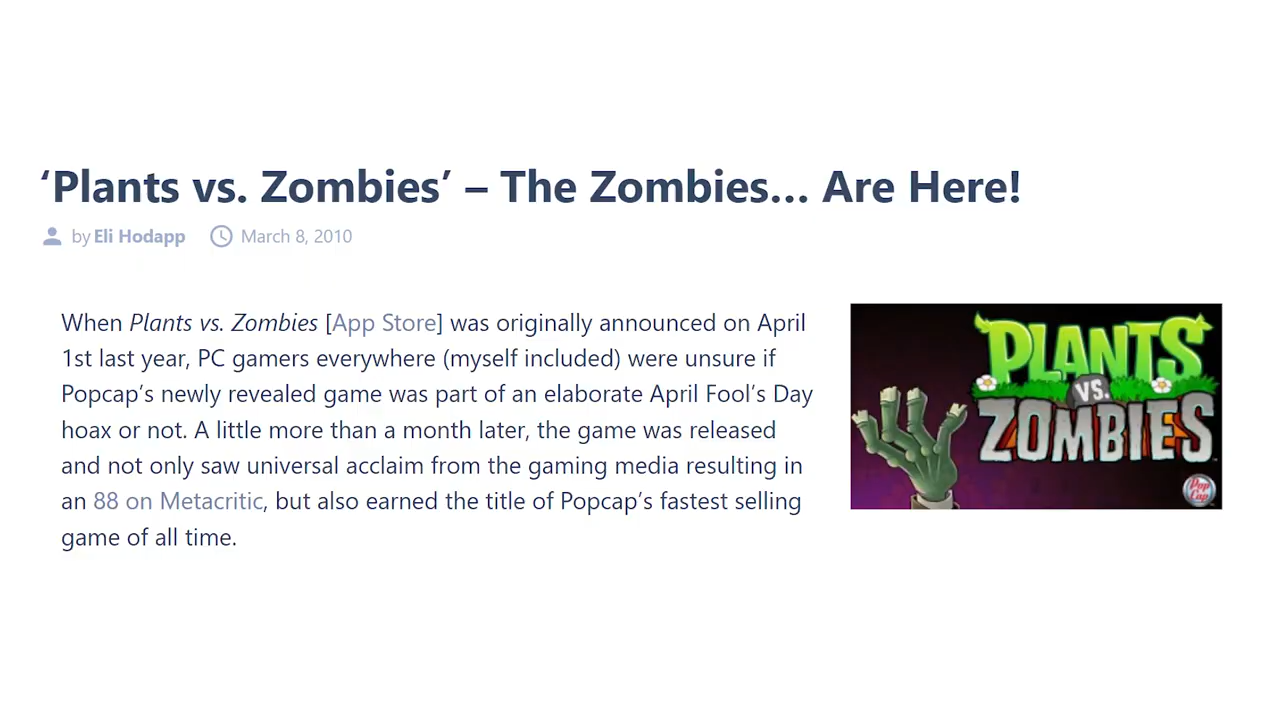 ‘Plants vs. Zombies’ – The Zombies… Are Here!
by Eli Hodapp March 8, 2010
When Plants vs. Zombies [App Store] was originally announced on April
1st last year, PC gamers everywhere (myself included) were unsure if
Popcap’s newly revealed game was part of an elaborate April Fool’s Day
hoax or not. A little more than a month later, the game was released
and not only saw universal acclaim from the gaming media resulting in
an 88 on Metacritic, but also earned the title of Popcap’s fastest selling
game of all time.
PLANTS
VS.
ZOMBIES
Pop
Cap